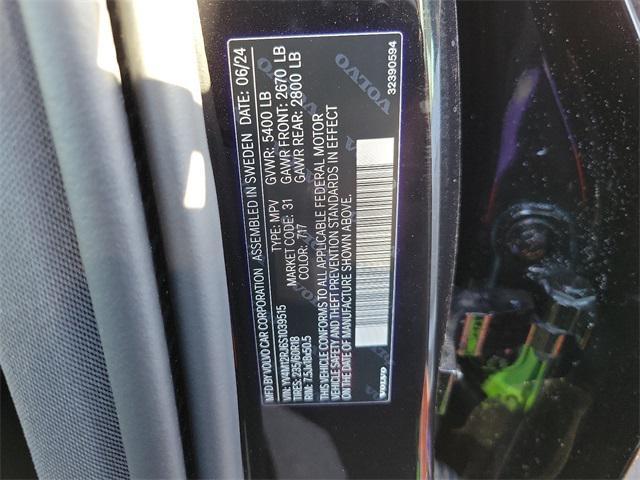 MFD BY VOLVO CAR CORPORATION ASSEMBLED IN SWEDEN DATE: 06/24
VIN: YV4M12RJ6S1039515 TYPE: MPV GVWR: 5400 LB
TIRES: 235/60R18 MARKET CODE: 31 GAWR FRONT: 2670 LB
RIM: 7.5Jx18x50.5 COLOR: 717 GAWR REAR: 2800 LB
THIS VEHICLE CONFORMS TO ALL APPLICABLE FEDERAL MOTOR
VEHICLE SAFETY AND THEFT PREVENTION STANDARDS IN EFFECT
ON THE DATE OF MANUFACTURE SHOWN ABOVE.
VOLVO 32390594
VOLVO